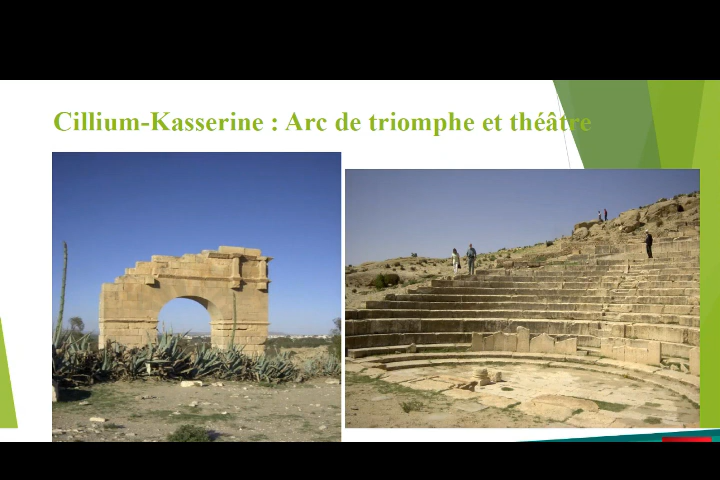 Cillium-Kasserine : Arc de triomphe et théâtre